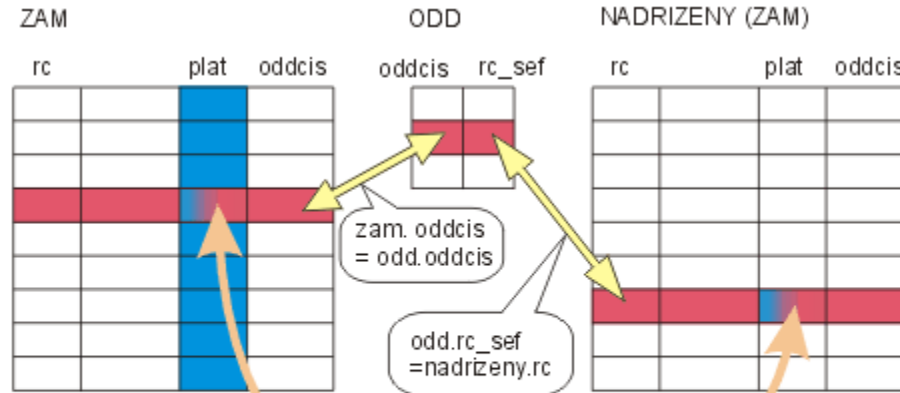 ZAM ODD NADRIZENY (ZAM)
rc plat oddcis oddcis rc_sef rc plat oddcis
zam. oddcis
= odd.oddcis
odd.rc_sef
=nadrizeny.rc